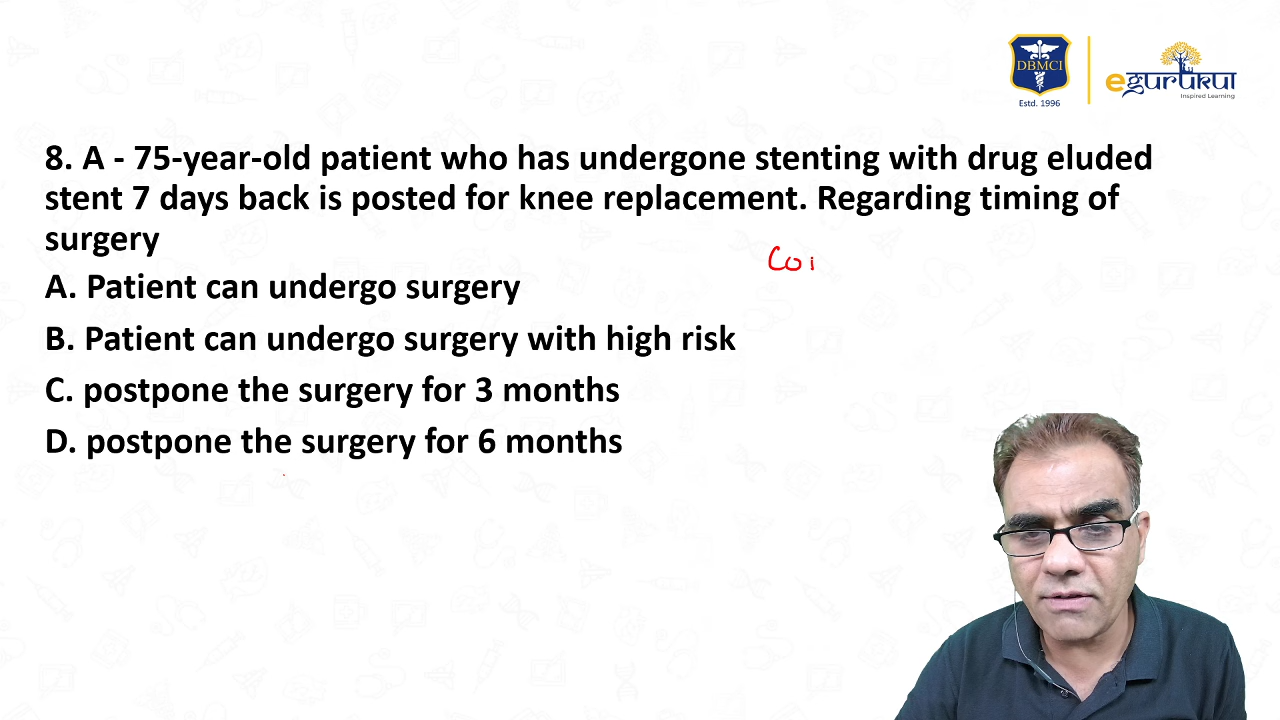 DBMCI
Estd. 1996
egurukul
Inspired Learning
8. A - 75-year-old patient who has undergone stenting with drug eluded
stent 7 days back is posted for knee replacement. Regarding timing of
surgery
Co
A. Patient can undergo surgery
B. Patient can undergo surgery with high risk
C. postpone the surgery for 3 months
D. postpone the surgery for 6 months